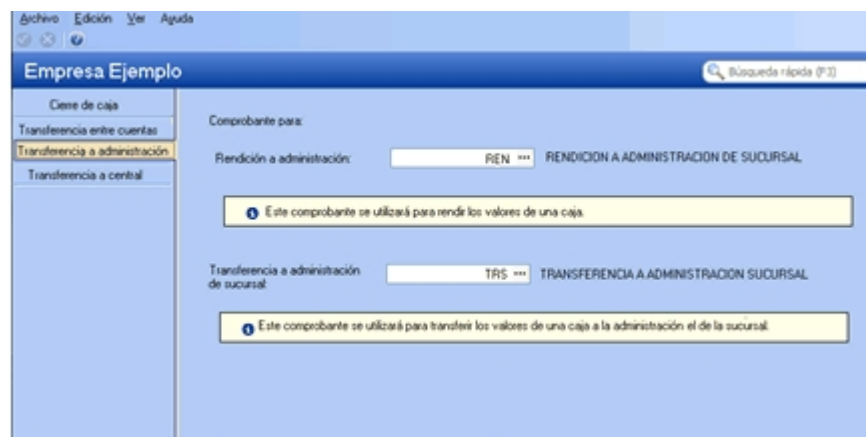 Archivo Edición Ver Ayuda
Empresa Ejemplo
Búsqueda rápida (F3)
Cierre de caja
Transferencia entre cuentas
Transferencia a administración
Transferencia a central
Comprobante para:
Rendición a administración: REN ... RENDICION A ADMINISTRACION DE SUCURSAL
Este comprobante se utilizará para rendir los valores de una caja.
Transferencia a administración
de sucursal: TRS ... TRANSFERENCIA A ADMINISTRACION SUCURSAL
Este comprobante se utilizará para transferir los valores de una caja a la administración el de la sucursal.